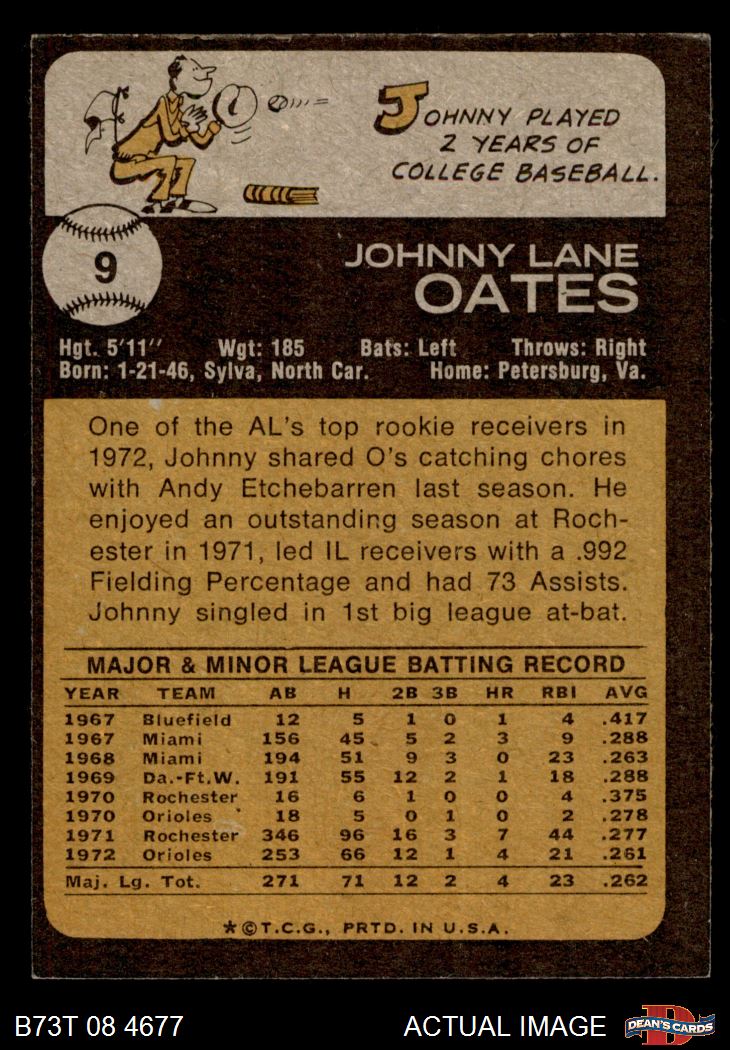 JOHNNY PLAYED
2 YEARS OF
COLLEGE BASEBALL.
9
JOHNNY LANE
OATES
Hgt. 5'11" Wgt: 185 Bats: Left Throws: Right
Born: 1-21-46, Sylva, North Car. Home: Petersburg, Va.
One of the AL's top rookie receivers in
1972, Johnny shared O's catching chores
with Andy Etchebarren last season. He
enjoyed an outstanding season at Roch-
ester in 1971, led IL receivers with a .992
Fielding Percentage and had 73 Assists.
Johnny singled in 1st big league at-bat.
MAJOR & MINOR LEAGUE BATTING RECORD
YEAR TEAM AB H 2B 3B HR RBI AVG
1967 Bluefield 12 5 1 0 1 4 .417
1967 Miami 156 45 5 2 3 9 .288
1968 Miami 194 51 9 3 0 23 .263
1969 Da.-Ft.W. 191 55 12 2 1 18 .288
1970 Rochester 16 6 1 0 0 4 .375
1970 Orioles 18 5 0 1 0 2 .278
1971 Rochester 346 96 16 3 7 44 .277
1972 Orioles 253 66 12 1 4 21 .261
Maj. Lg. Tot. 271 71 12 2 4 23 .262
*©T.C.G., PRTD. IN U.S.A.
B73T 08 4677 ACTUAL IMAGE
D
DEAN'S CARDS